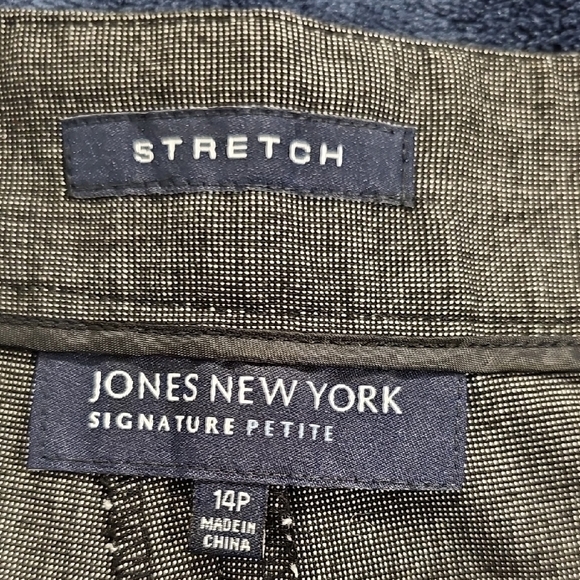 STRETCH
JONES NEW YORK
SIGNATURE PETITE
14P
MADE IN
CHINA